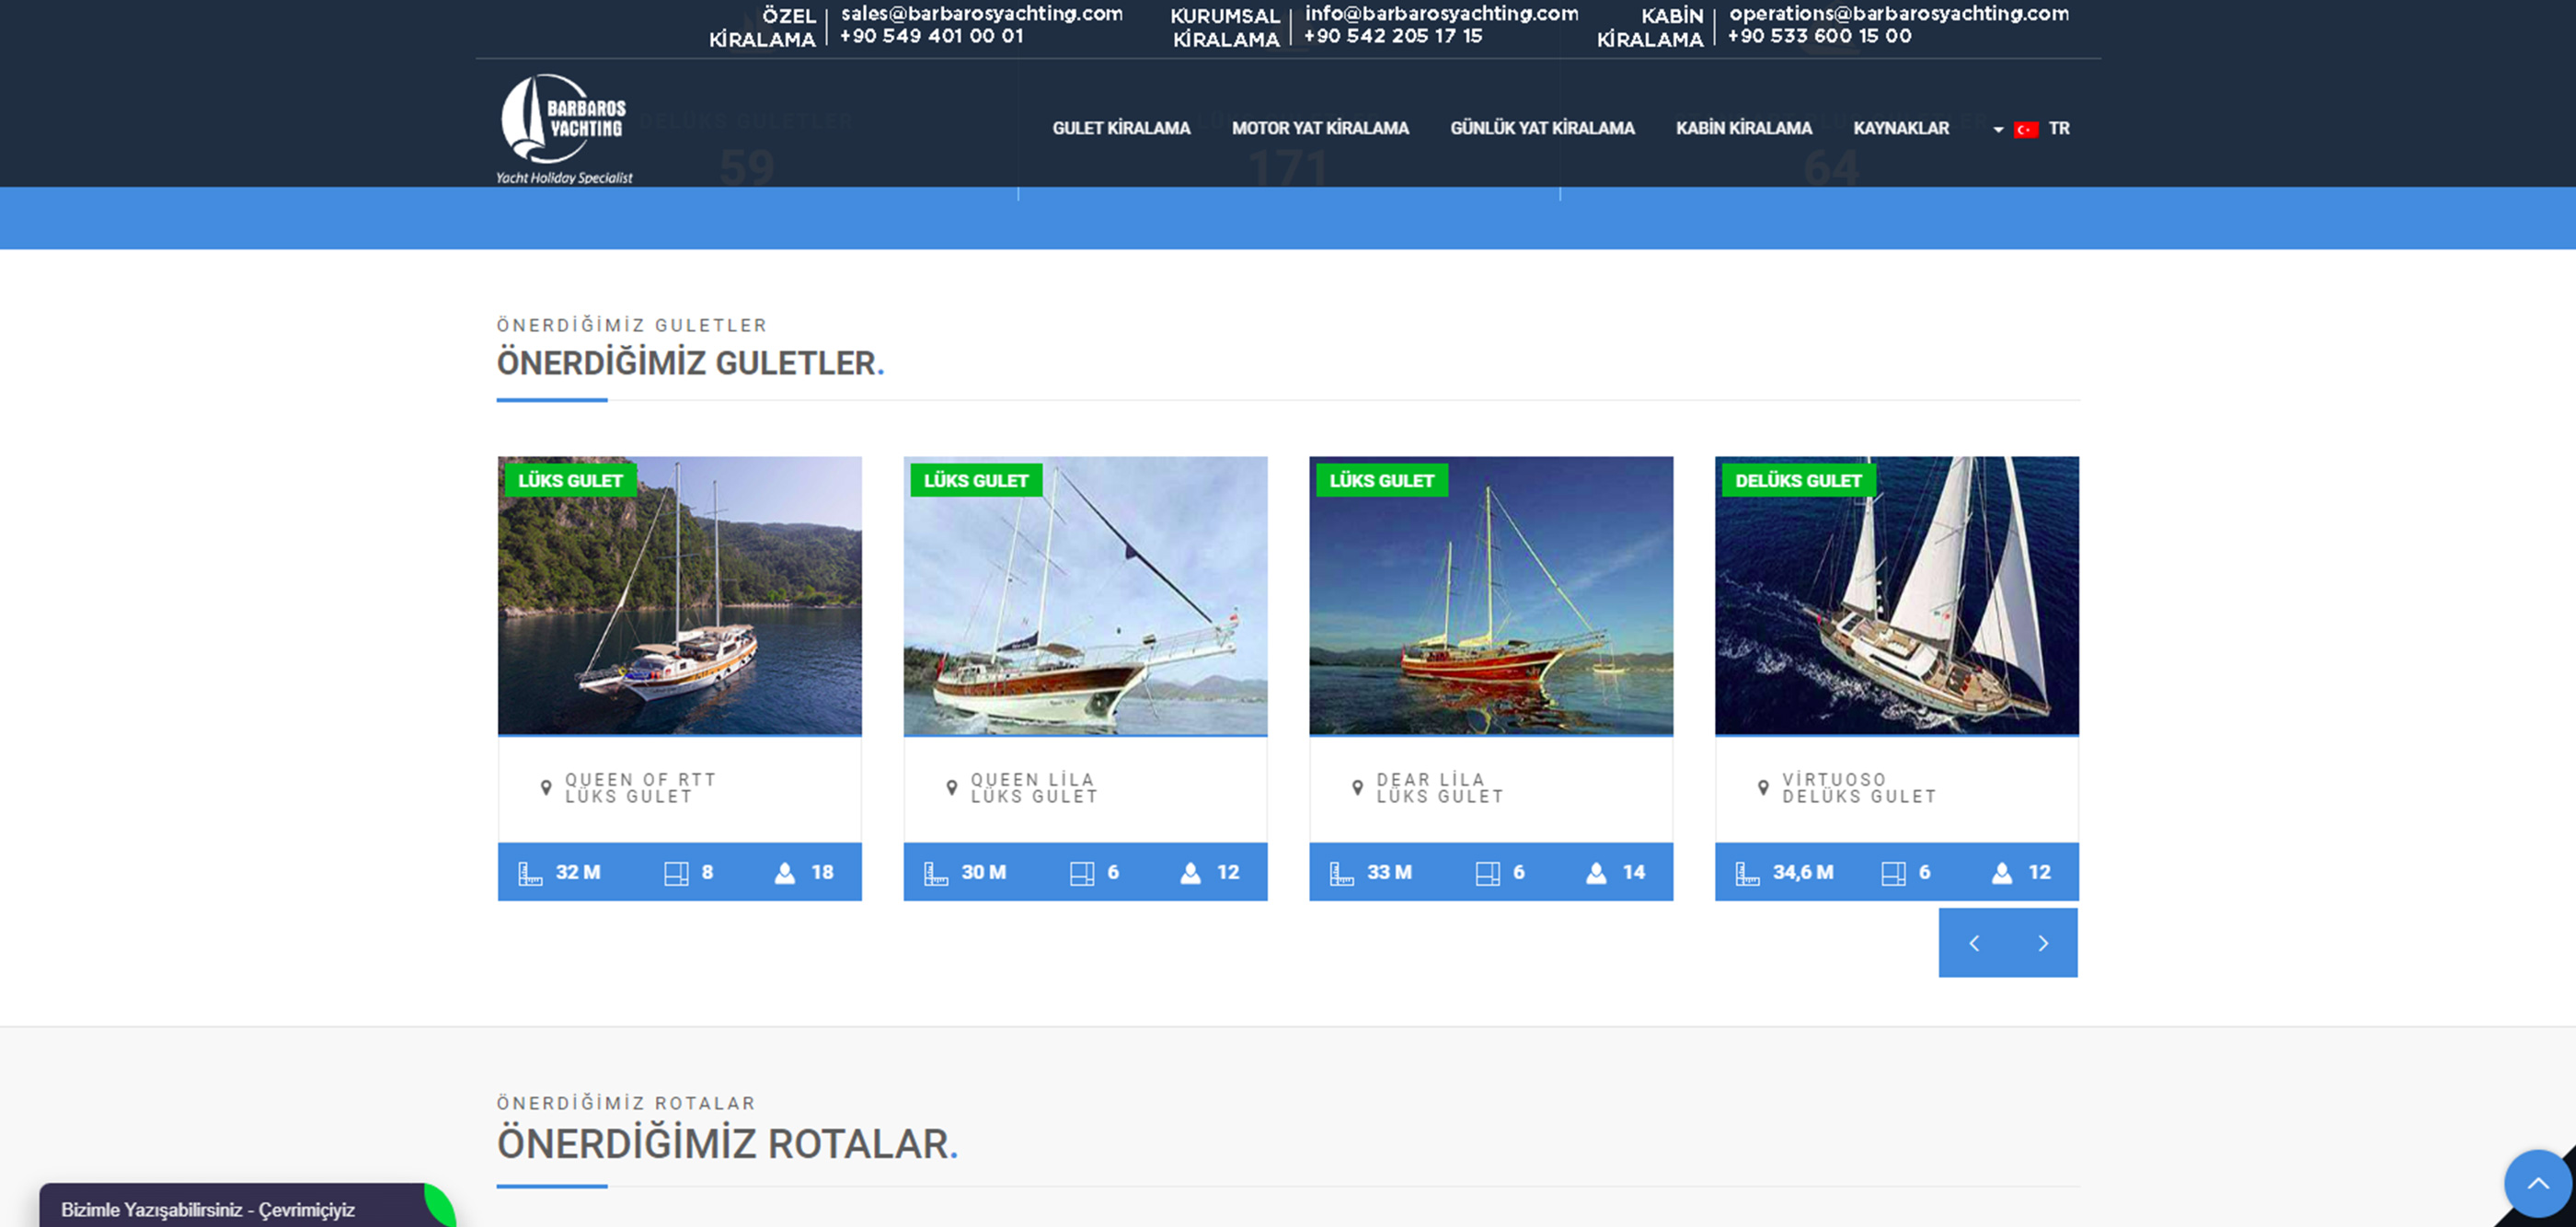 ÖZEL
KİRALAMA
sales@barbarosyachting.com
+90 549 401 00 01
KURUMSAL
KİRALAMA
info@barbarosyachting.com
+90 542 205 17 15
KABİN
KİRALAMA
operations@barbarosyachting.com
+90 533 600 15 00
BARBAROS
YACHTING
Yacht Holiday Specialist
DELÜKS GULETLER
59
171
64
GULET KİRALAMA
MOTOR YAT KİRALAMA
GÜNLÜK YAT KİRALAMA
KABİN KİRALAMA
KAYNAKLAR
TR
ÖNERDİĞİMİZ GULETLER
ÖNERDİĞİMİZ GULETLER.
LÜKS GULET
LÜKS GULET
LÜKS GULET
DELÜKS GULET
QUEEN OF RTT
LÜKS GULET
QUEEN LİLA
LÜKS GULET
DEAR LİLA
LÜKS GULET
VİRTUOSO
DELÜKS GULET
32 M 8 18
30 M 6 12
33 M 6 14
34,6 M 6 12
ÖNERDİĞİMİZ ROTALAR
ÖNERDİĞİMİZ ROTALAR.
Bizimle Yazışabilirsiniz - Çevrimiçiyiz